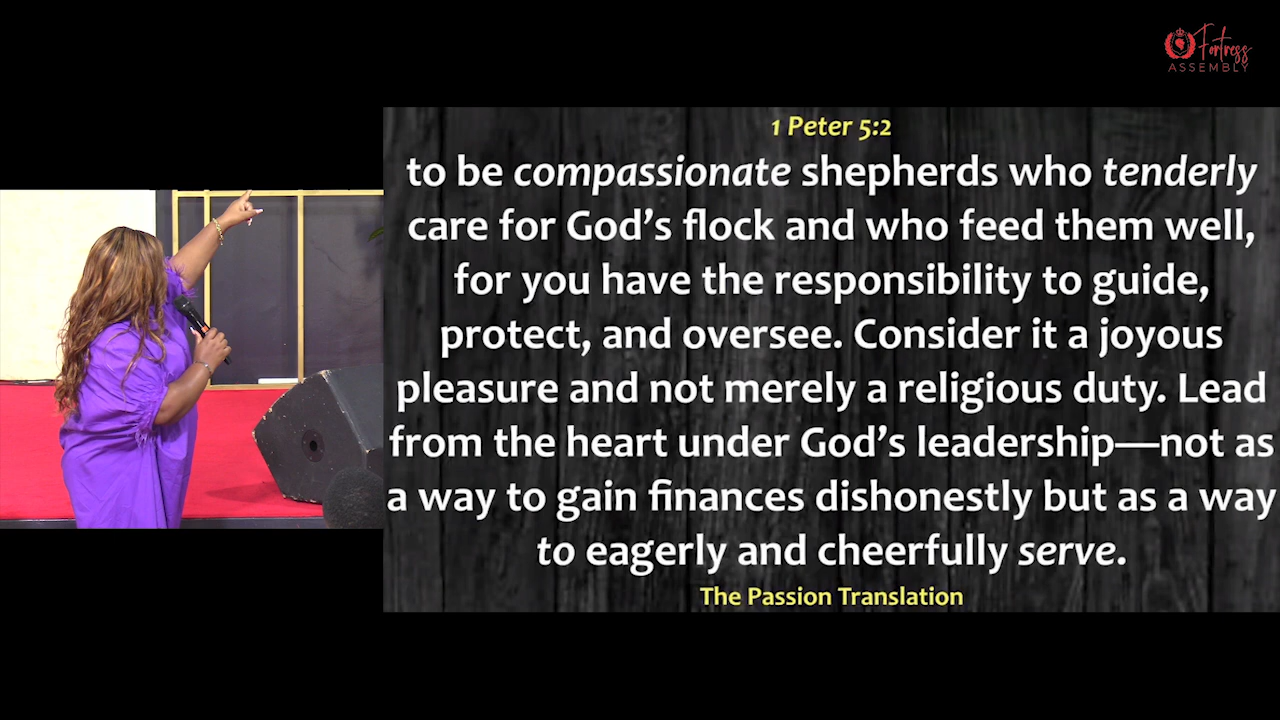 Fortress
ASSEMBLY
1 Peter 5:2
to be compassionate shepherds who tenderly
care for God’s flock and who feed them well,
for you have the responsibility to guide,
protect, and oversee. Consider it a joyous
pleasure and not merely a religious duty. Lead
from the heart under God’s leadership—not as
a way to gain finances dishonestly but as a way
to eagerly and cheerfully serve.
The Passion Translation